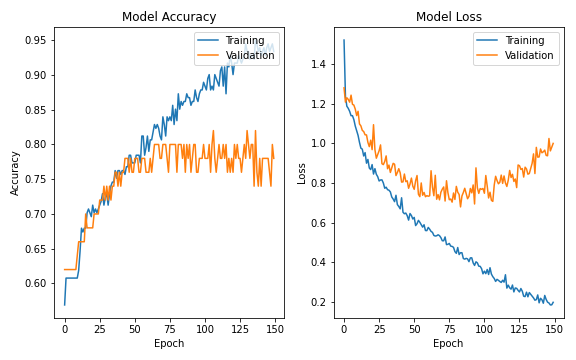 Model Accuracy
Training
Validation
0.95
0.90
0.85
0.80
0.75
0.70
0.65
0.60
Accuracy
0 25 50 75 100 125 150
Epoch
Model Loss
Training
Validation
1.4
1.2
1.0
0.8
0.6
0.4
0.2
Loss
0 25 50 75 100 125 150
Epoch